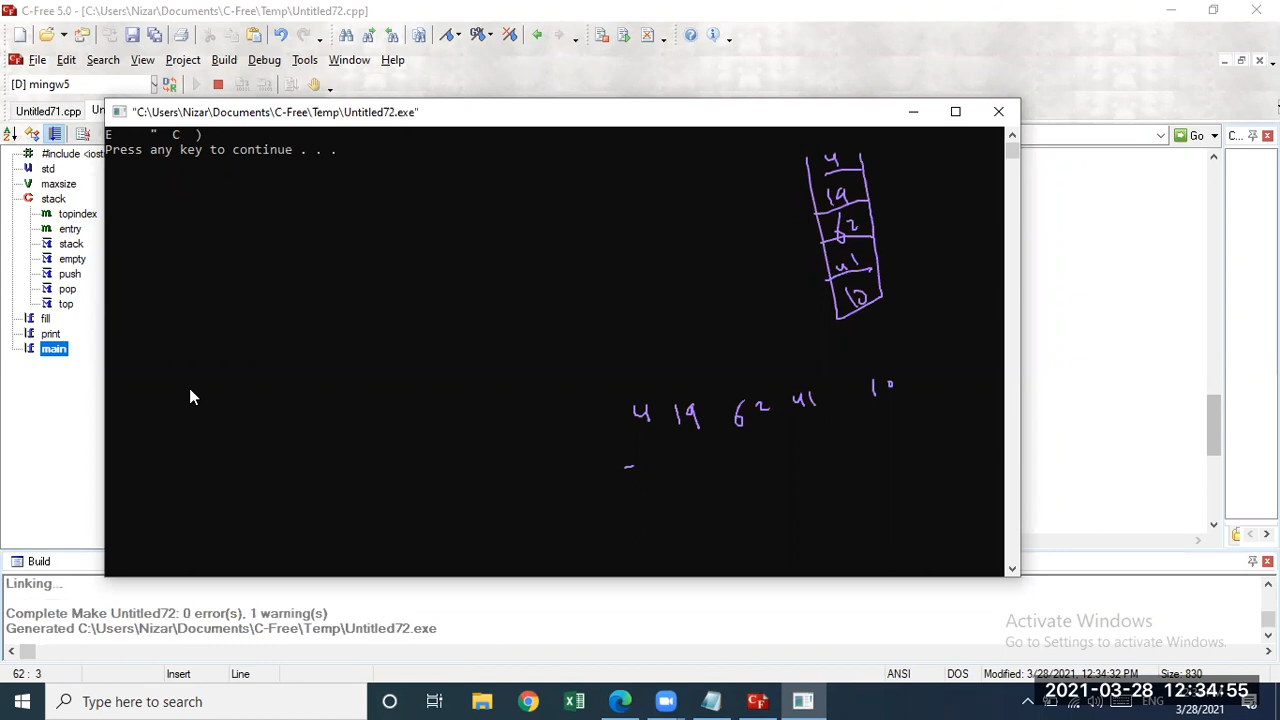 C-Free 5.0 - [C:\Users\Nizar\Documents\C-Free\Temp\Untitled72.cpp]
File Edit Search View Project Build Debug Tools Window Help
[D] mingw5
Untitled71.cpp
"C:\Users\Nizar\Documents\C-Free\Temp\Untitled72.exe"
Go
C...
E " C )
Press any key to continue . . .
#include <iost
std
maxsize
stack
topindex
entry
stack
empty
push
pop
top
fill
print
main
4
19
62
41
10
4 19 62 41 10
-
Build
Linking...
Complete Make Untitled72: 0 error(s), 1 warning(s)
Generated C:\Users\Nizar\Documents\C-Free\Temp\Untitled72.exe
Activate Windows
Go to Settings to activate Windows.
62 : 3 Insert Line ANSI DOS Modified: 3/28/2021, 12:34:32 PM Size: 830
Type here to search
2021-03-28 12:34:55
ENG
3/28/2021